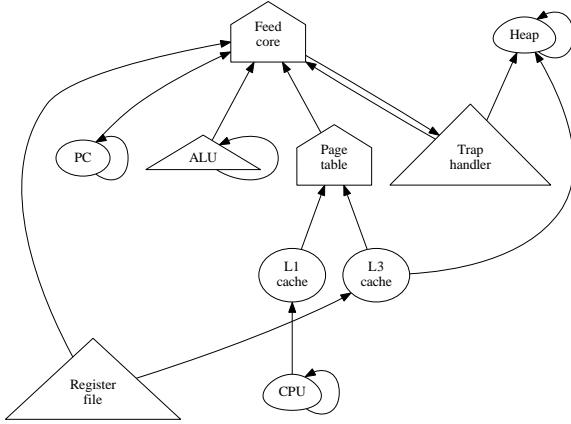 Feed
core
Heap
PC
ALU
Page
table
Trap
handler
L1
cache
L3
cache
Register
file
CPU